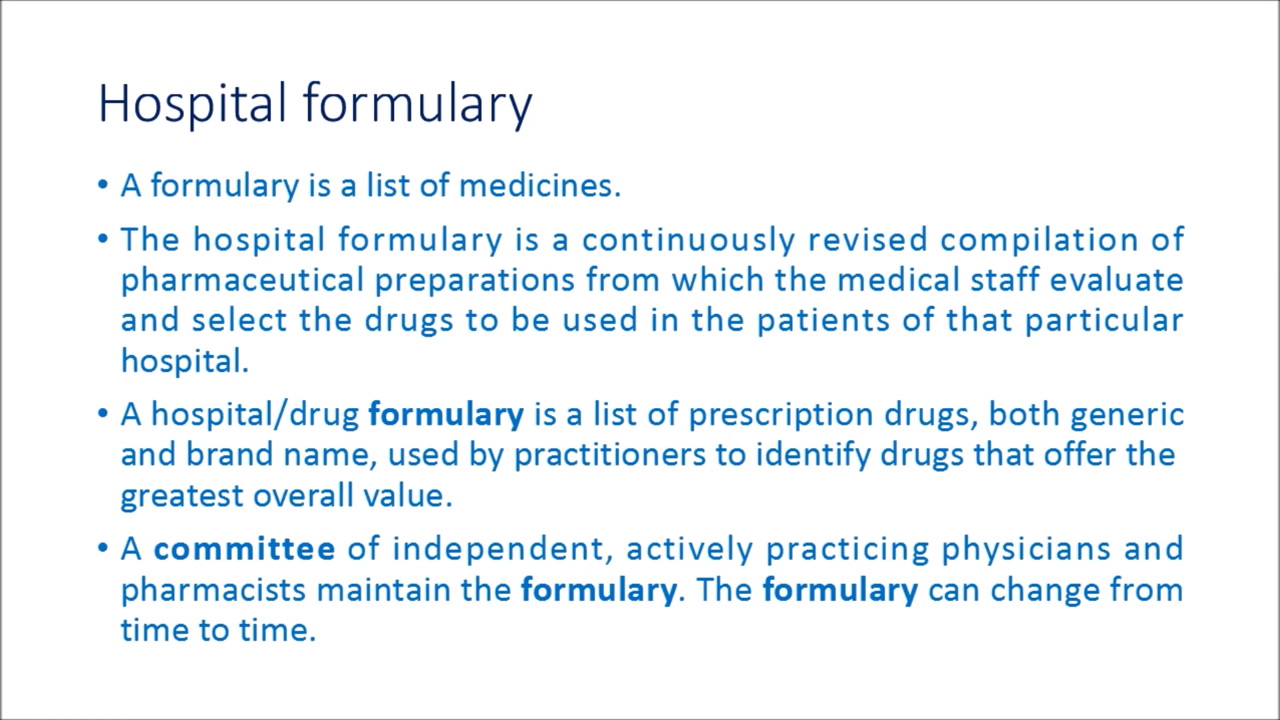 Hospital formulary
• A formulary is a list of medicines.
• The hospital formulary is a continuously revised compilation of
pharmaceutical preparations from which the medical staff evaluate
and select the drugs to be used in the patients of that particular
hospital.
• A hospital/drug formulary is a list of prescription drugs, both generic
and brand name, used by practitioners to identify drugs that offer the
greatest overall value.
• A committee of independent, actively practicing physicians and
pharmacists maintain the formulary. The formulary can change from
time to time.